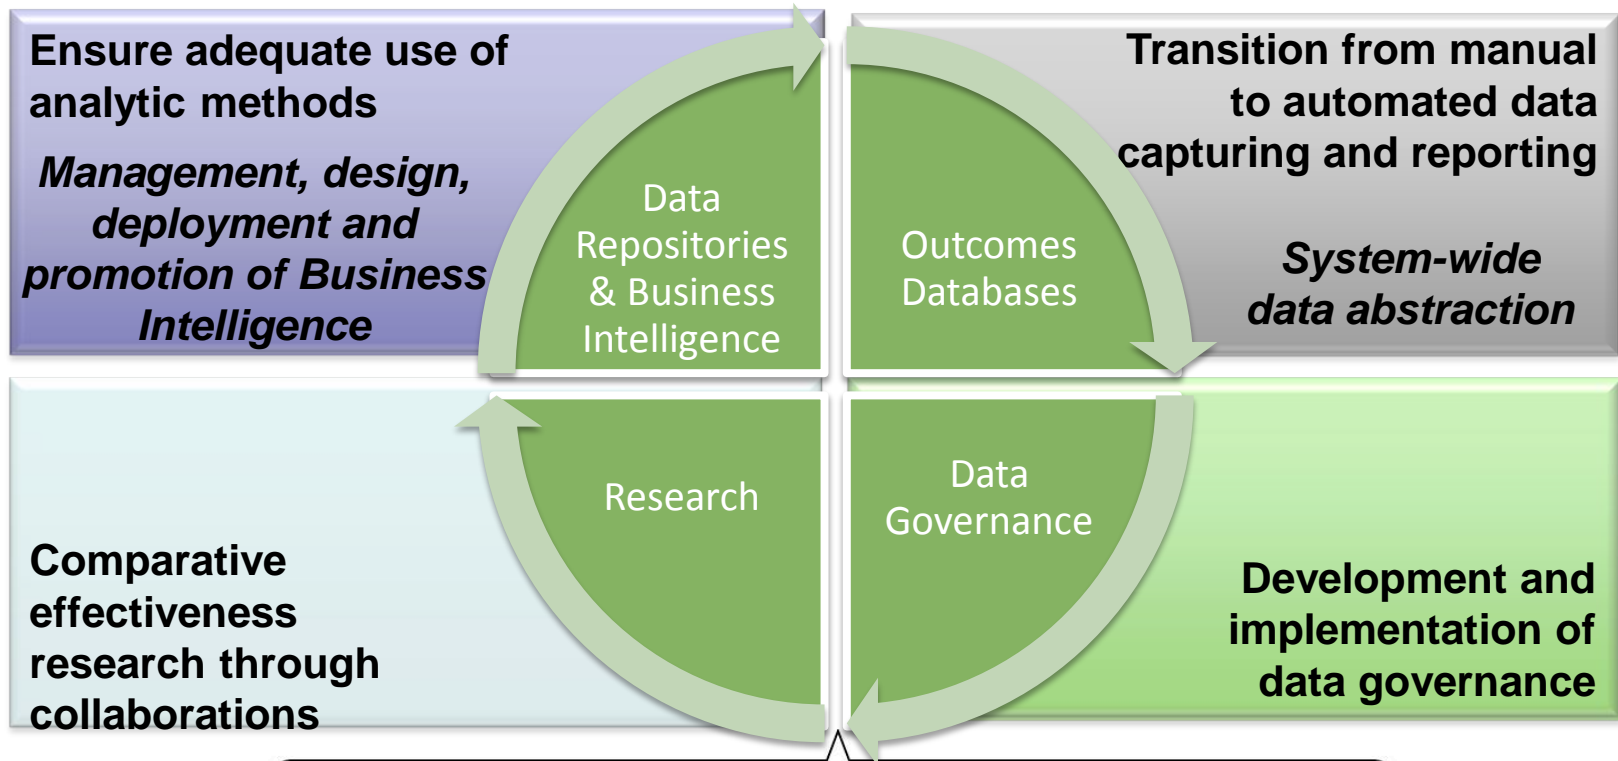 Ensure adequate use of
analytic methods
Management, design,
deployment and
promotion of Business
Intelligence
Data
Repositories
& Business
Intelligence
Outcomes
Databases
Transition from manual
to automated data
capturing and reporting
System-wide
data abstraction
Comparative
effectiveness
research through
collaborations
Research
Data
Governance
Development and
implementation of
data governance